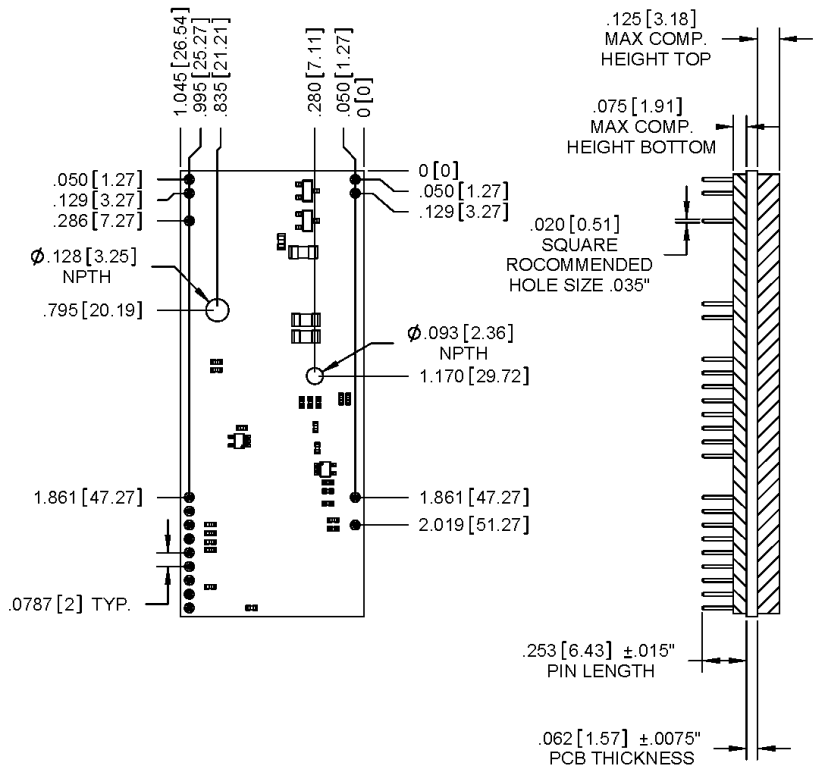 1.045 [26.54]
.995 [25.27]
.835 [21.21]
.280 [7.11]
.050 [1.27]
0 [0]
.125 [3.18]
MAX COMP.
HEIGHT TOP
.075 [1.91]
MAX COMP.
HEIGHT BOTTOM
.050 [1.27]
.129 [3.27]
.286 [7.27]
Ø.128 [3.25]
NPTH
.795 [20.19]
0 [0]
.050 [1.27]
.129 [3.27]
.020 [0.51]
SQUARE
ROCOMMENDED
HOLE SIZE .035"
Ø.093 [2.36]
NPTH
1.170 [29.72]
1.861 [47.27]
1.861 [47.27]
2.019 [51.27]
.0787 [2] TYP.
.253 [6.43] ±.015"
PIN LENGTH
.062 [1.57] ±.0075"
PCB THICKNESS